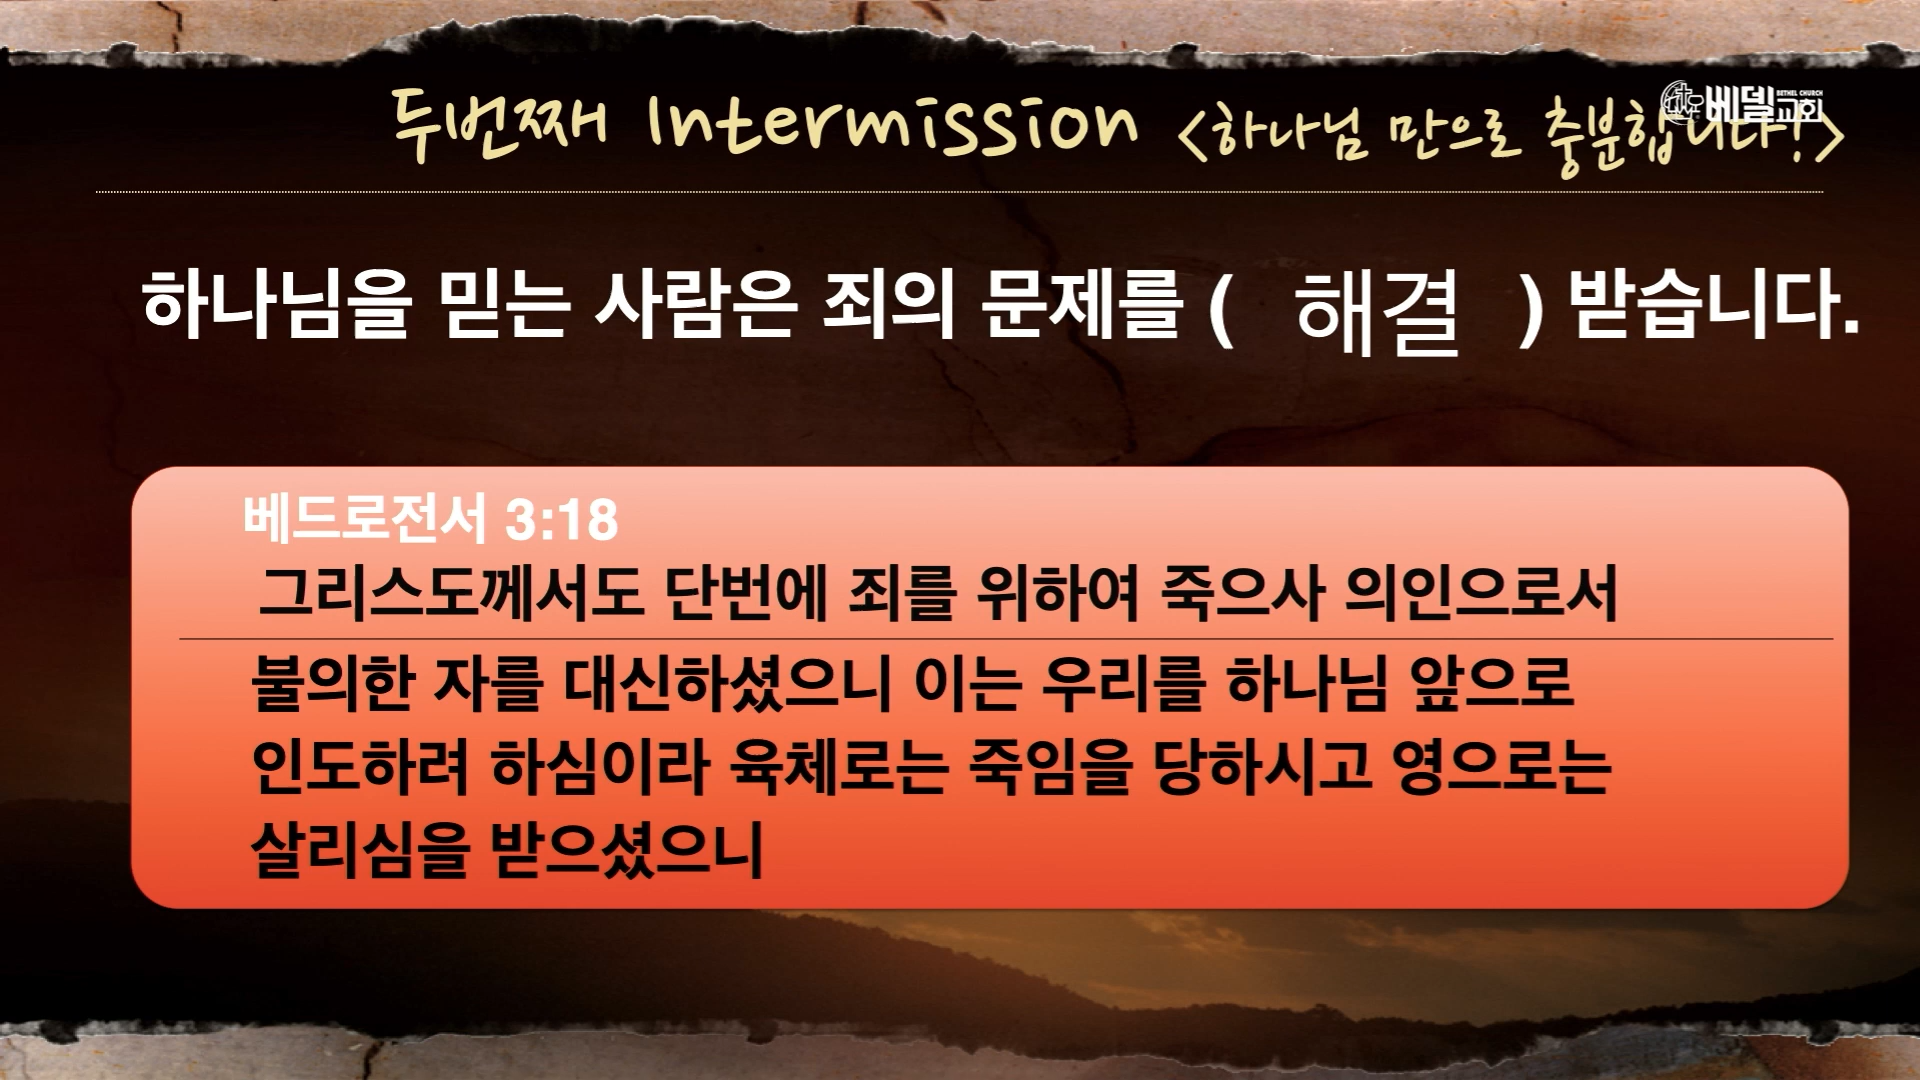 두번째 Intermission <하나님 만으로 충분합니다!>
BETHEL CHURCH
베델교회
하나님을 믿는 사람은 죄의 문제를 ( 해결 ) 받습니다.
베드로전서 3:18
그리스도께서도 단번에 죄를 위하여 죽으사 의인으로서
불의한 자를 대신하셨으니 이는 우리를 하나님 앞으로
인도하려 하심이라 육체로는 죽임을 당하시고 영으로는
살리심을 받으셨으니